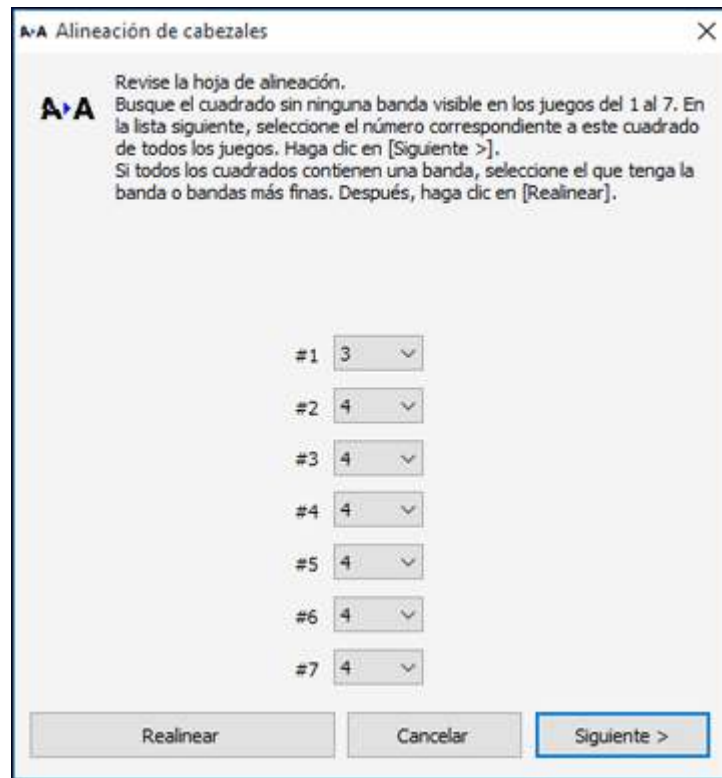 A▸A Alineación de cabezales
Revise la hoja de alineación.
A▸A Busque el cuadrado sin ninguna banda visible en los juegos del 1 al 7. En
la lista siguiente, seleccione el número correspondiente a este cuadrado
de todos los juegos. Haga clic en [Siguiente >].
Si todos los cuadrados contienen una banda, seleccione el que tenga la
banda o bandas más finas. Después, haga clic en [Realinear].
#1 3
#2 4
#3 4
#4 4
#5 4
#6 4
#7 4
Realinear Cancelar Siguiente >